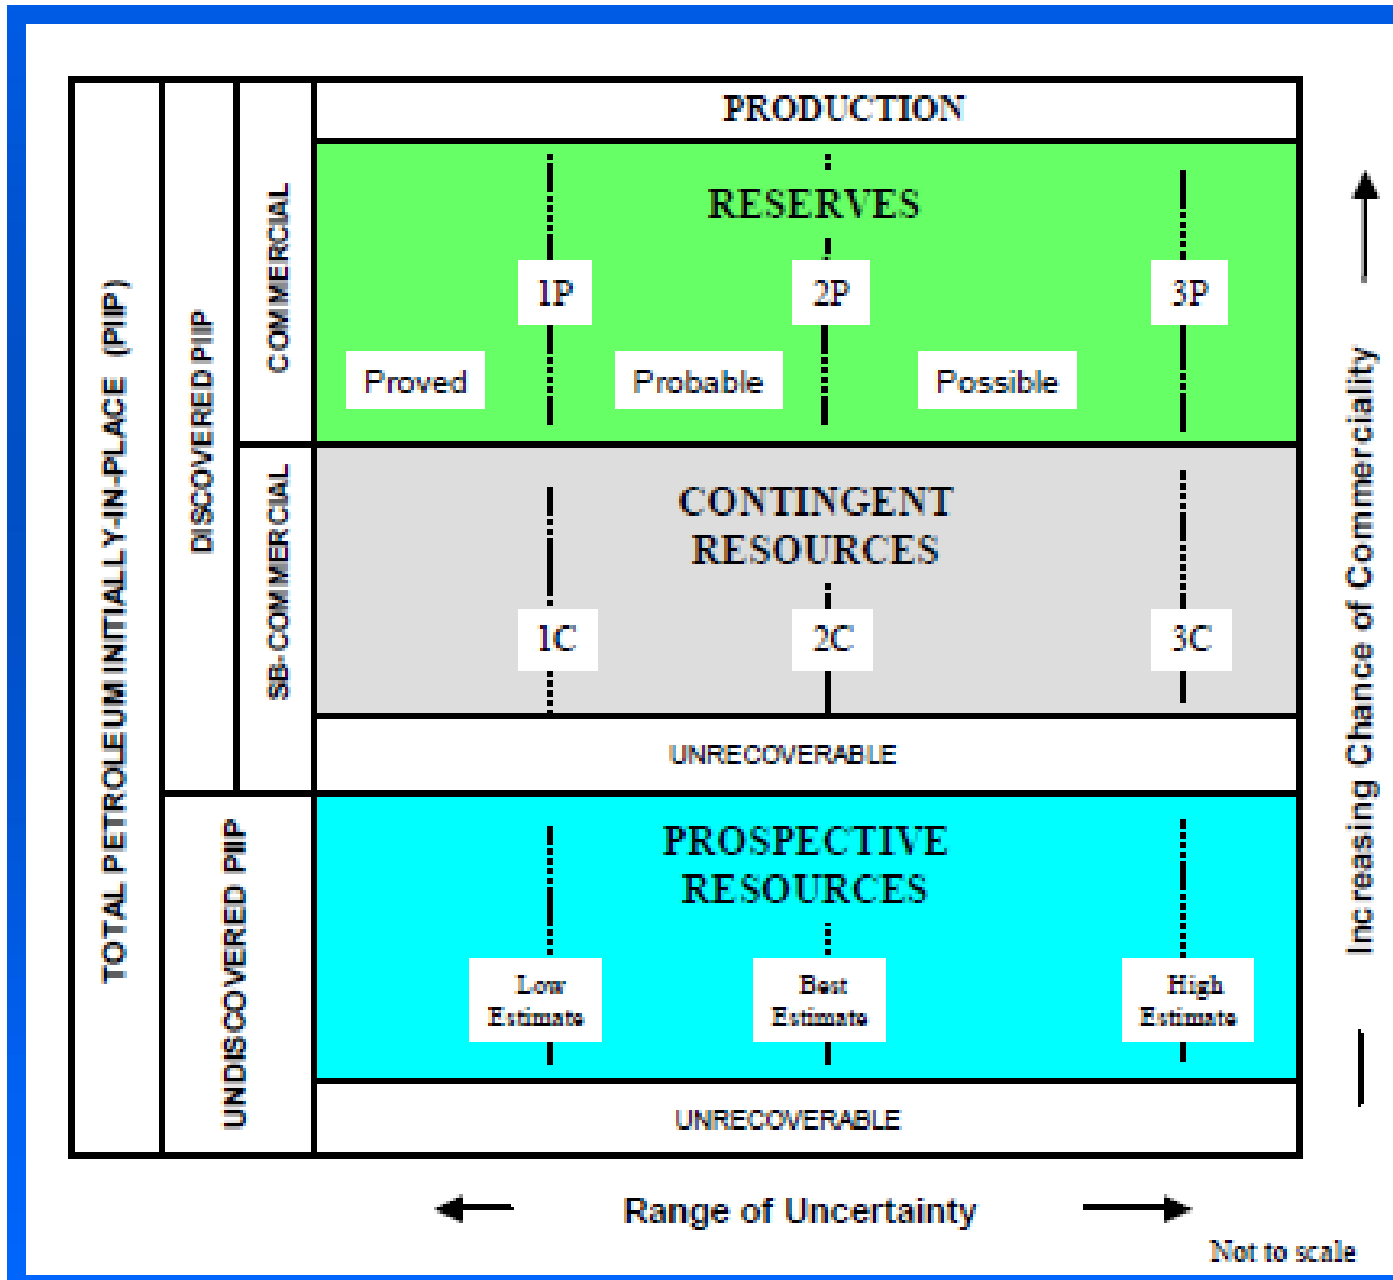 TOTAL PETROLEUM INITIALLY-IN-PLACE (PIIP)
DISCOVERED PIIP
COMMERCIAL
PRODUCTION
RESERVES
1P
2P
3P
Proved
Probable
Possible
SB-COMMERCIAL
CONTINGENT
RESOURCES
1C
2C
3C
UNRECOVERABLE
UNDISCOVERED PIIP
PROSPECTIVE
RESOURCES
Low
Estimate
Best
Estimate
High
Estimate
UNRECOVERABLE
Increasing Chance of Commerciality
Range of Uncertainty
Not to scale